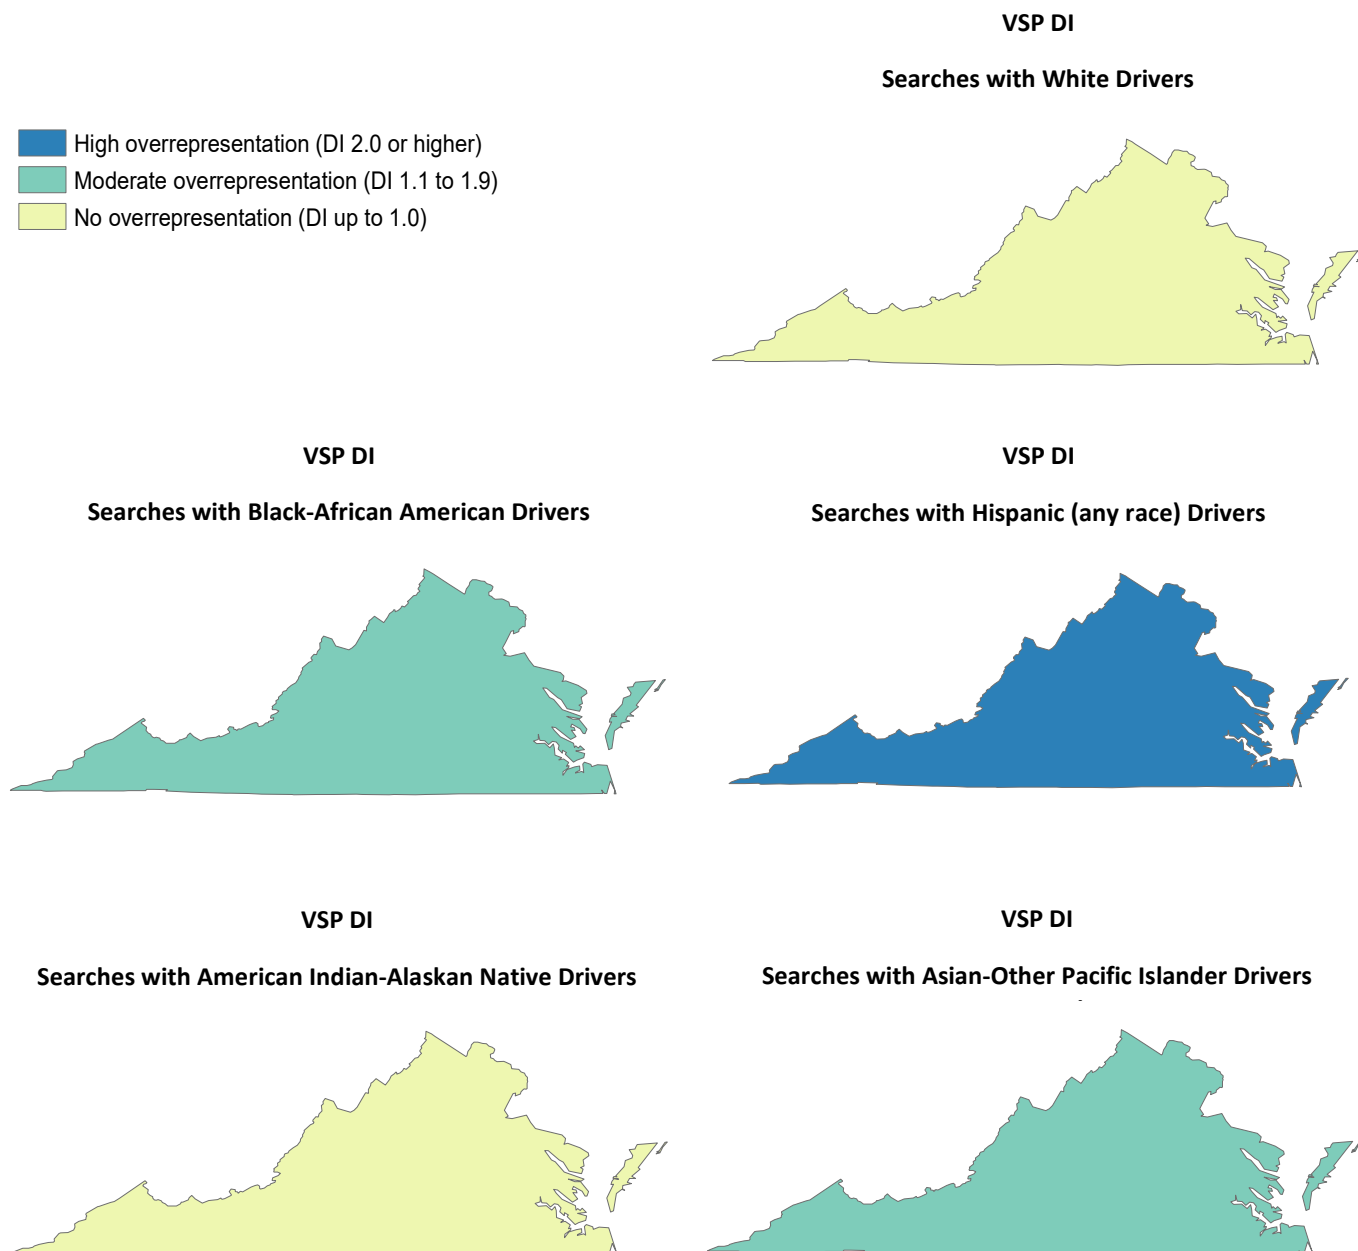 VSP DI
Searches with White Drivers
High overrepresentation (DI 2.0 or higher)
Moderate overrepresentation (DI 1.1 to 1.9)
No overrepresentation (DI up to 1.0)
VSP DI
Searches with Black-African American Drivers
VSP DI
Searches with Hispanic (any race) Drivers
VSP DI
Searches with American Indian-Alaskan Native Drivers
VSP DI
Searches with Asian-Other Pacific Islander Drivers